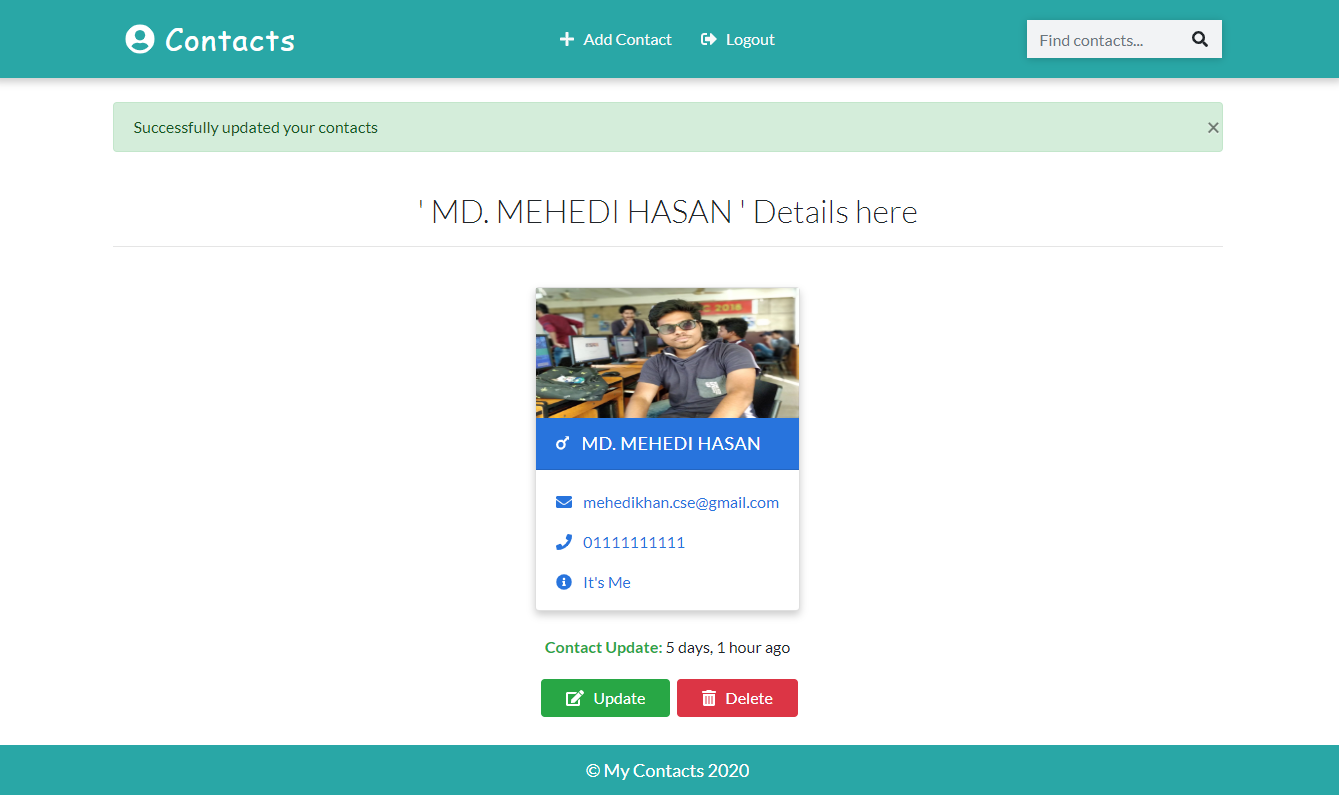 Contacts
Add Contact
Logout
Find contacts...
Successfully updated your contacts
×
' MD. MEHEDI HASAN ' Details here
C 2016
MD. MEHEDI HASAN
mehedikhan.cse@gmail.com
01111111111
It's Me
Contact Update: 5 days, 1 hour ago
Update
Delete
© My Contacts 2020